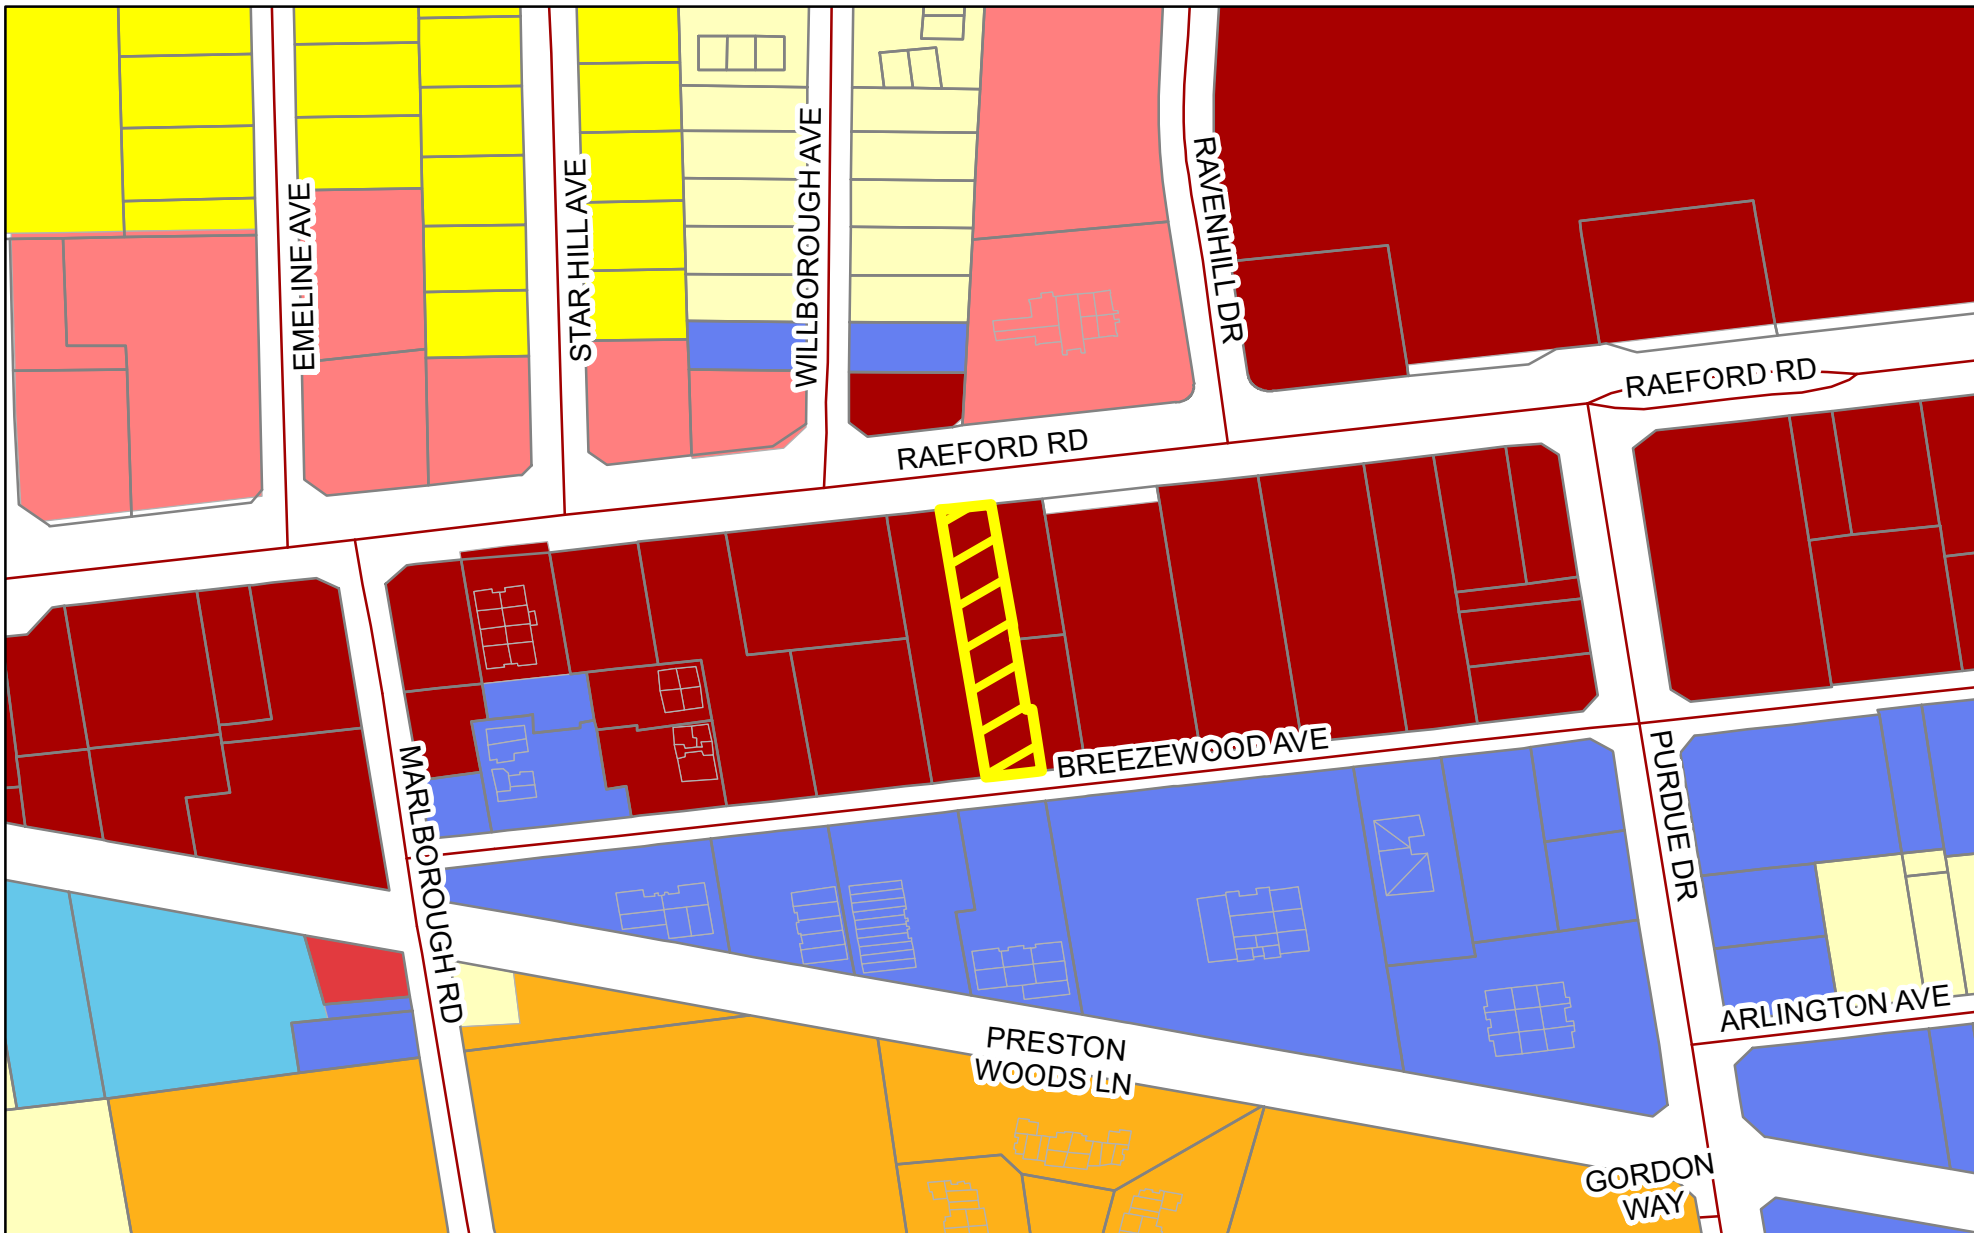 EMELINE AVE
STAR HILL AVE
WILLBOROUGH AVE
RAVENHILL DR
RAEFORD RD
RAEFORD RD
BREEZEWOOD AVE
MARLBOROUGH RD
PURDUE DR
ARLINGTON AVE
PRESTON
WOODS LN
GORDON
WAY